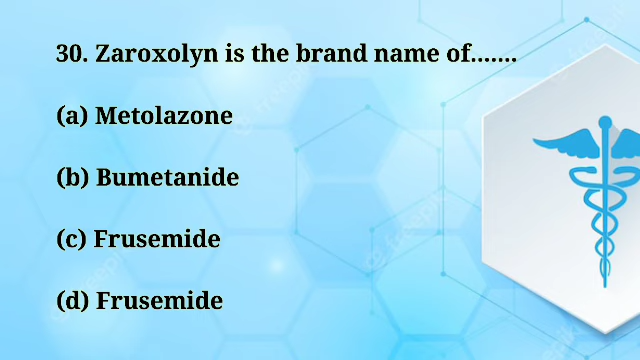 30. Zaroxolyn is the brand name of.......
(a) Metolazone
(b) Bumetanide
(c) Frusemide
(d) Frusemide